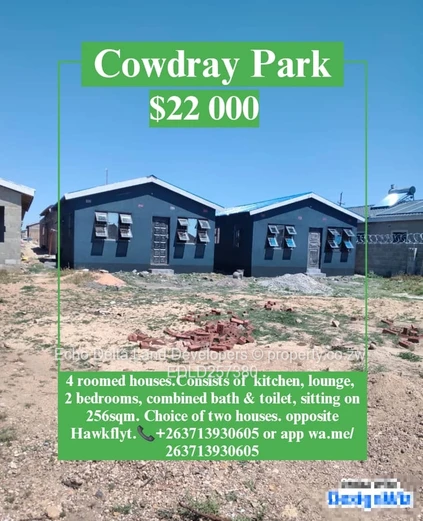 Cowdray Park
$22 000
Echo Delta Land Developers © property.co.zw
EDLD257380
4 roomed houses.Consists of kitchen, lounge,
2 bedrooms, combined bath & toilet, sitting on
256sqm. Choice of two houses. opposite
Hawkflyt.📞+263713930605 or app wa.me/
263713930605
DesignWiz